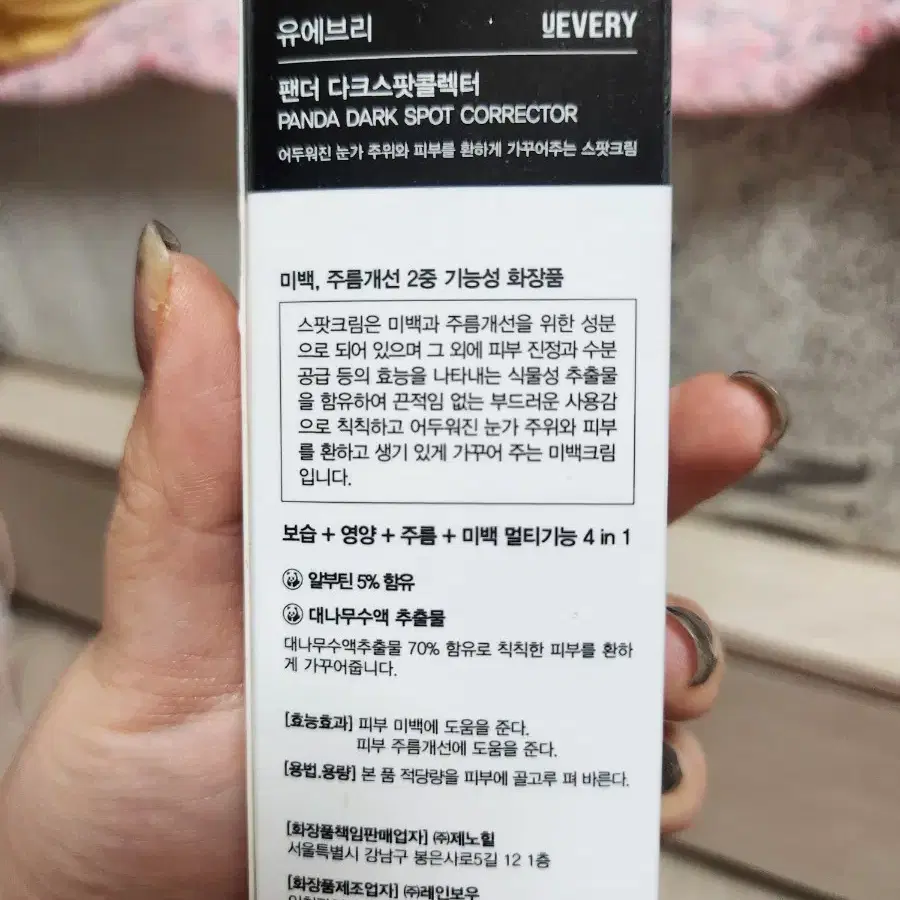 유에브리
UEVERY
팬더 다크스팟콜렉터
PANDA DARK SPOT CORRECTOR
어두워진 눈가 주위와 피부를 환하게 가꾸어주는 스팟크림
미백, 주름개선 2중 기능성 화장품
스팟크림은 미백과 주름개선을 위한 성분
으로 되어 있으며 그 외에 피부 진정과 수분
공급 등의 효능을 나타내는 식물성 추출물
을 함유하여 끈적임 없는 부드러운 사용감
으로 칙칙하고 어두워진 눈가 주위와 피부
를 환하고 생기 있게 가꾸어 주는 미백크림
입니다.
보습 + 영양 + 주름 + 미백 멀티기능 4 in 1
알부틴 5% 함유
대나무수액 추출물
대나무수액추출물 70% 함유로 칙칙한 피부를 환하
게 가꾸어줍니다.
[효능효과] 피부 미백에 도움을 준다.
피부 주름개선에 도움을 준다.
[용법.용량] 본 품 적당량을 피부에 골고루 펴 바른다.
[화장품책임판매업자] ㈜제노힐
서울특별시 강남구 봉은사로5길 12 1층
[화장품제조업자] ㈜레인보우